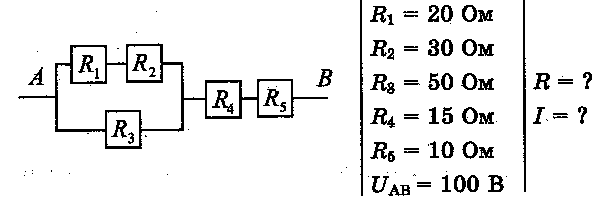 A
R₁
R₂
R₃
R₄
R₅
B
R₁ = 20 Ом
R₂ = 30 Ом
R₃ = 50 Ом
R₄ = 15 Ом
R₅ = 10 Ом
U_AB = 100 В
R = ?
I = ?